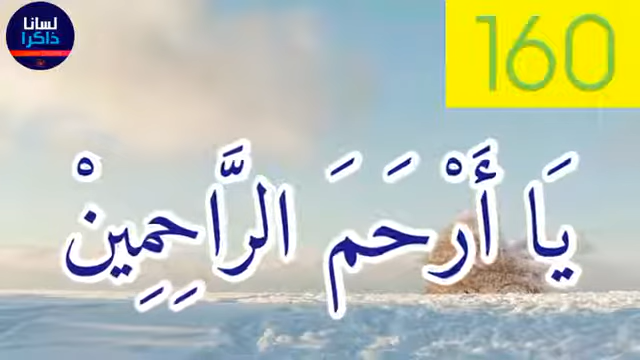 لسانا
ذاكرا
160
يَا أَرْحَمَ الرَّاحِمِينْ